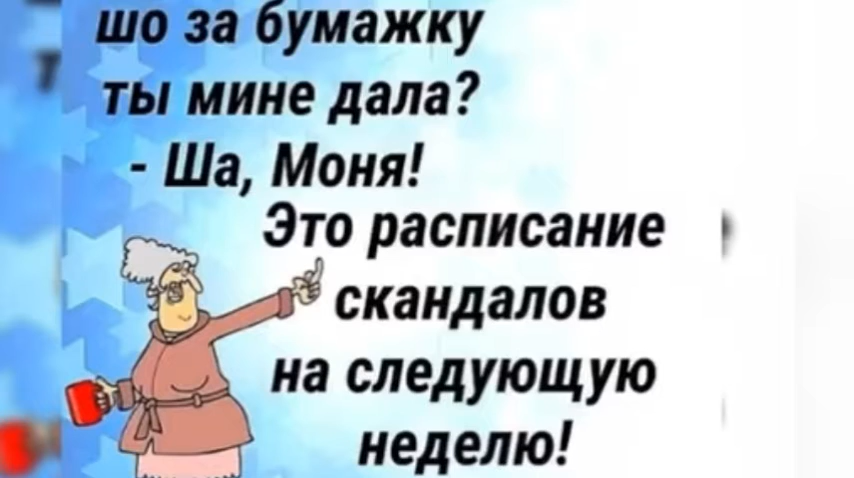 шо за бумажку
ты мине дала?
- Ша, Моня!
Это расписание
скандалов
на следующую
неделю!